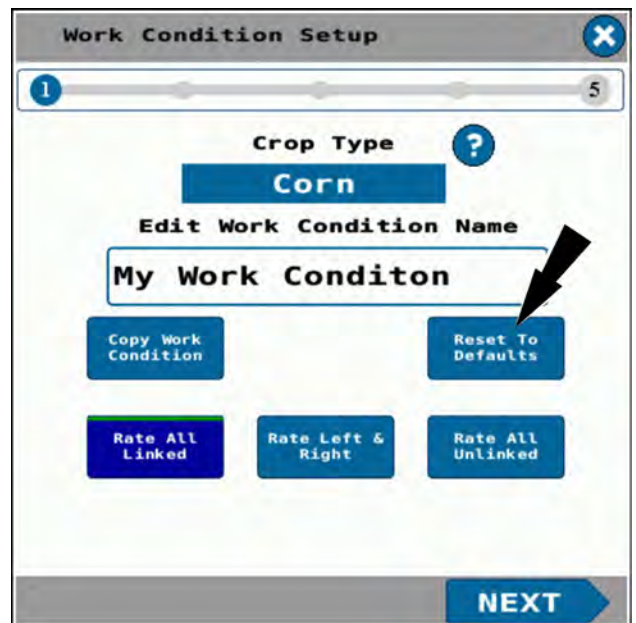 Work Condition Setup
1
5
Crop Type
?
Corn
Edit Work Condition Name
My Work Conditon
Copy Work
Condition
Reset To
Defaults
Rate All
Linked
Rate Left &
Right
Rate All
Unlinked
NEXT